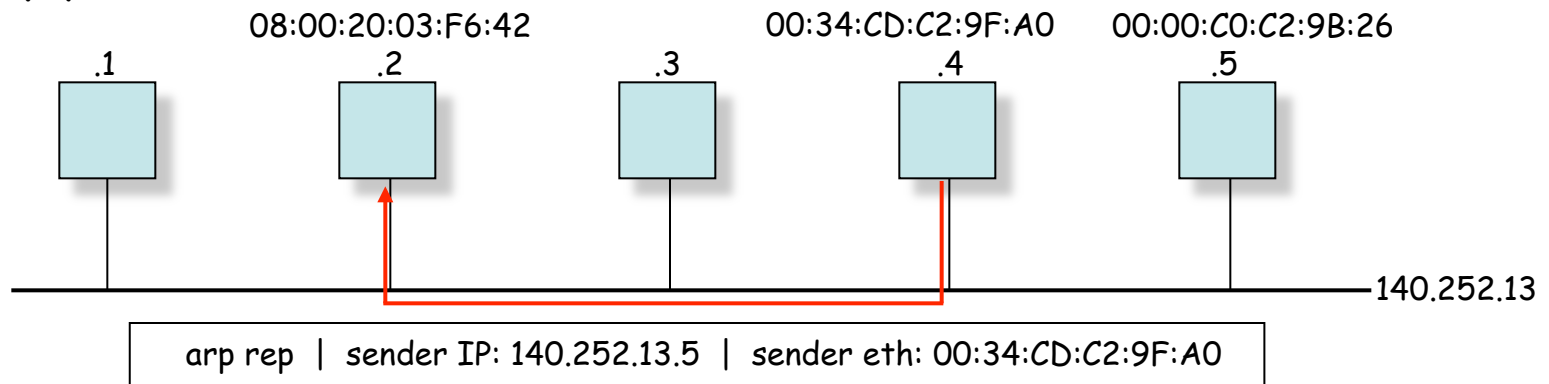 08:00:20:03:F6:42 00:34:CD:C2:9F:A0 00:00:C0:C2:9B:26
.1 .2 .3 .4 .5
140.252.13
arp rep | sender IP: 140.252.13.5 | sender eth: 00:34:CD:C2:9F:A0